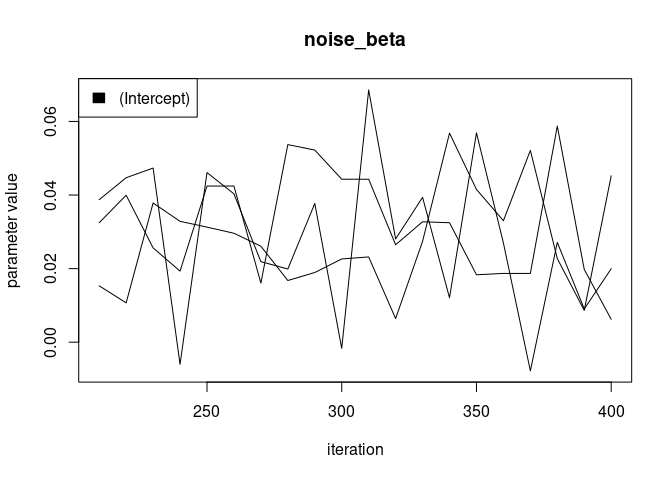 noise_beta
(Intercept)
parameter value
0.06
0.04
0.02
0.00
250 300 350 400
iteration